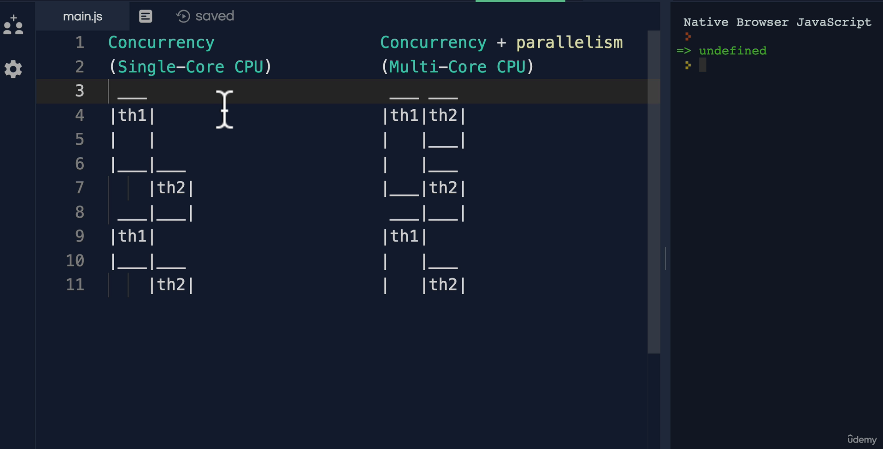 main.js saved
Native Browser JavaScript
=> undefined
1 Concurrency Concurrency + parallelism
2 (Single-Core CPU) (Multi-Core CPU)
3 ___ ___ ___
4 |th1| |th1|th2|
5 | | | |___|
6 |___|___ | |___
7 |th2| |___|th2|
8 ___|___| ___|___|
9 |th1| |th1|
10 |___|___ | |___
11 |th2| | |th2|
ûdemy